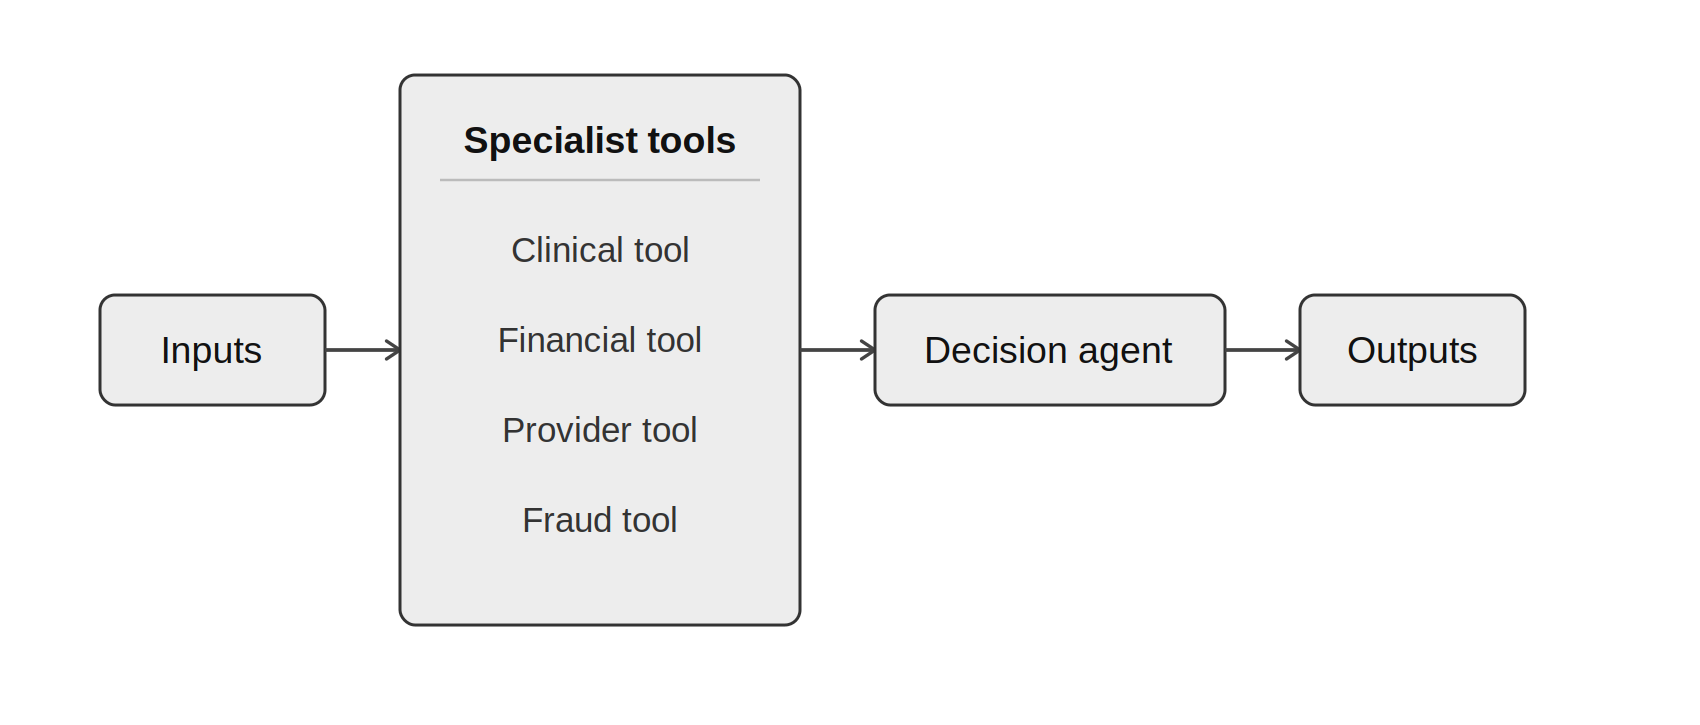 Specialist tools
Clinical tool
Financial tool
Provider tool
Fraud tool
Inputs
Decision agent
Outputs